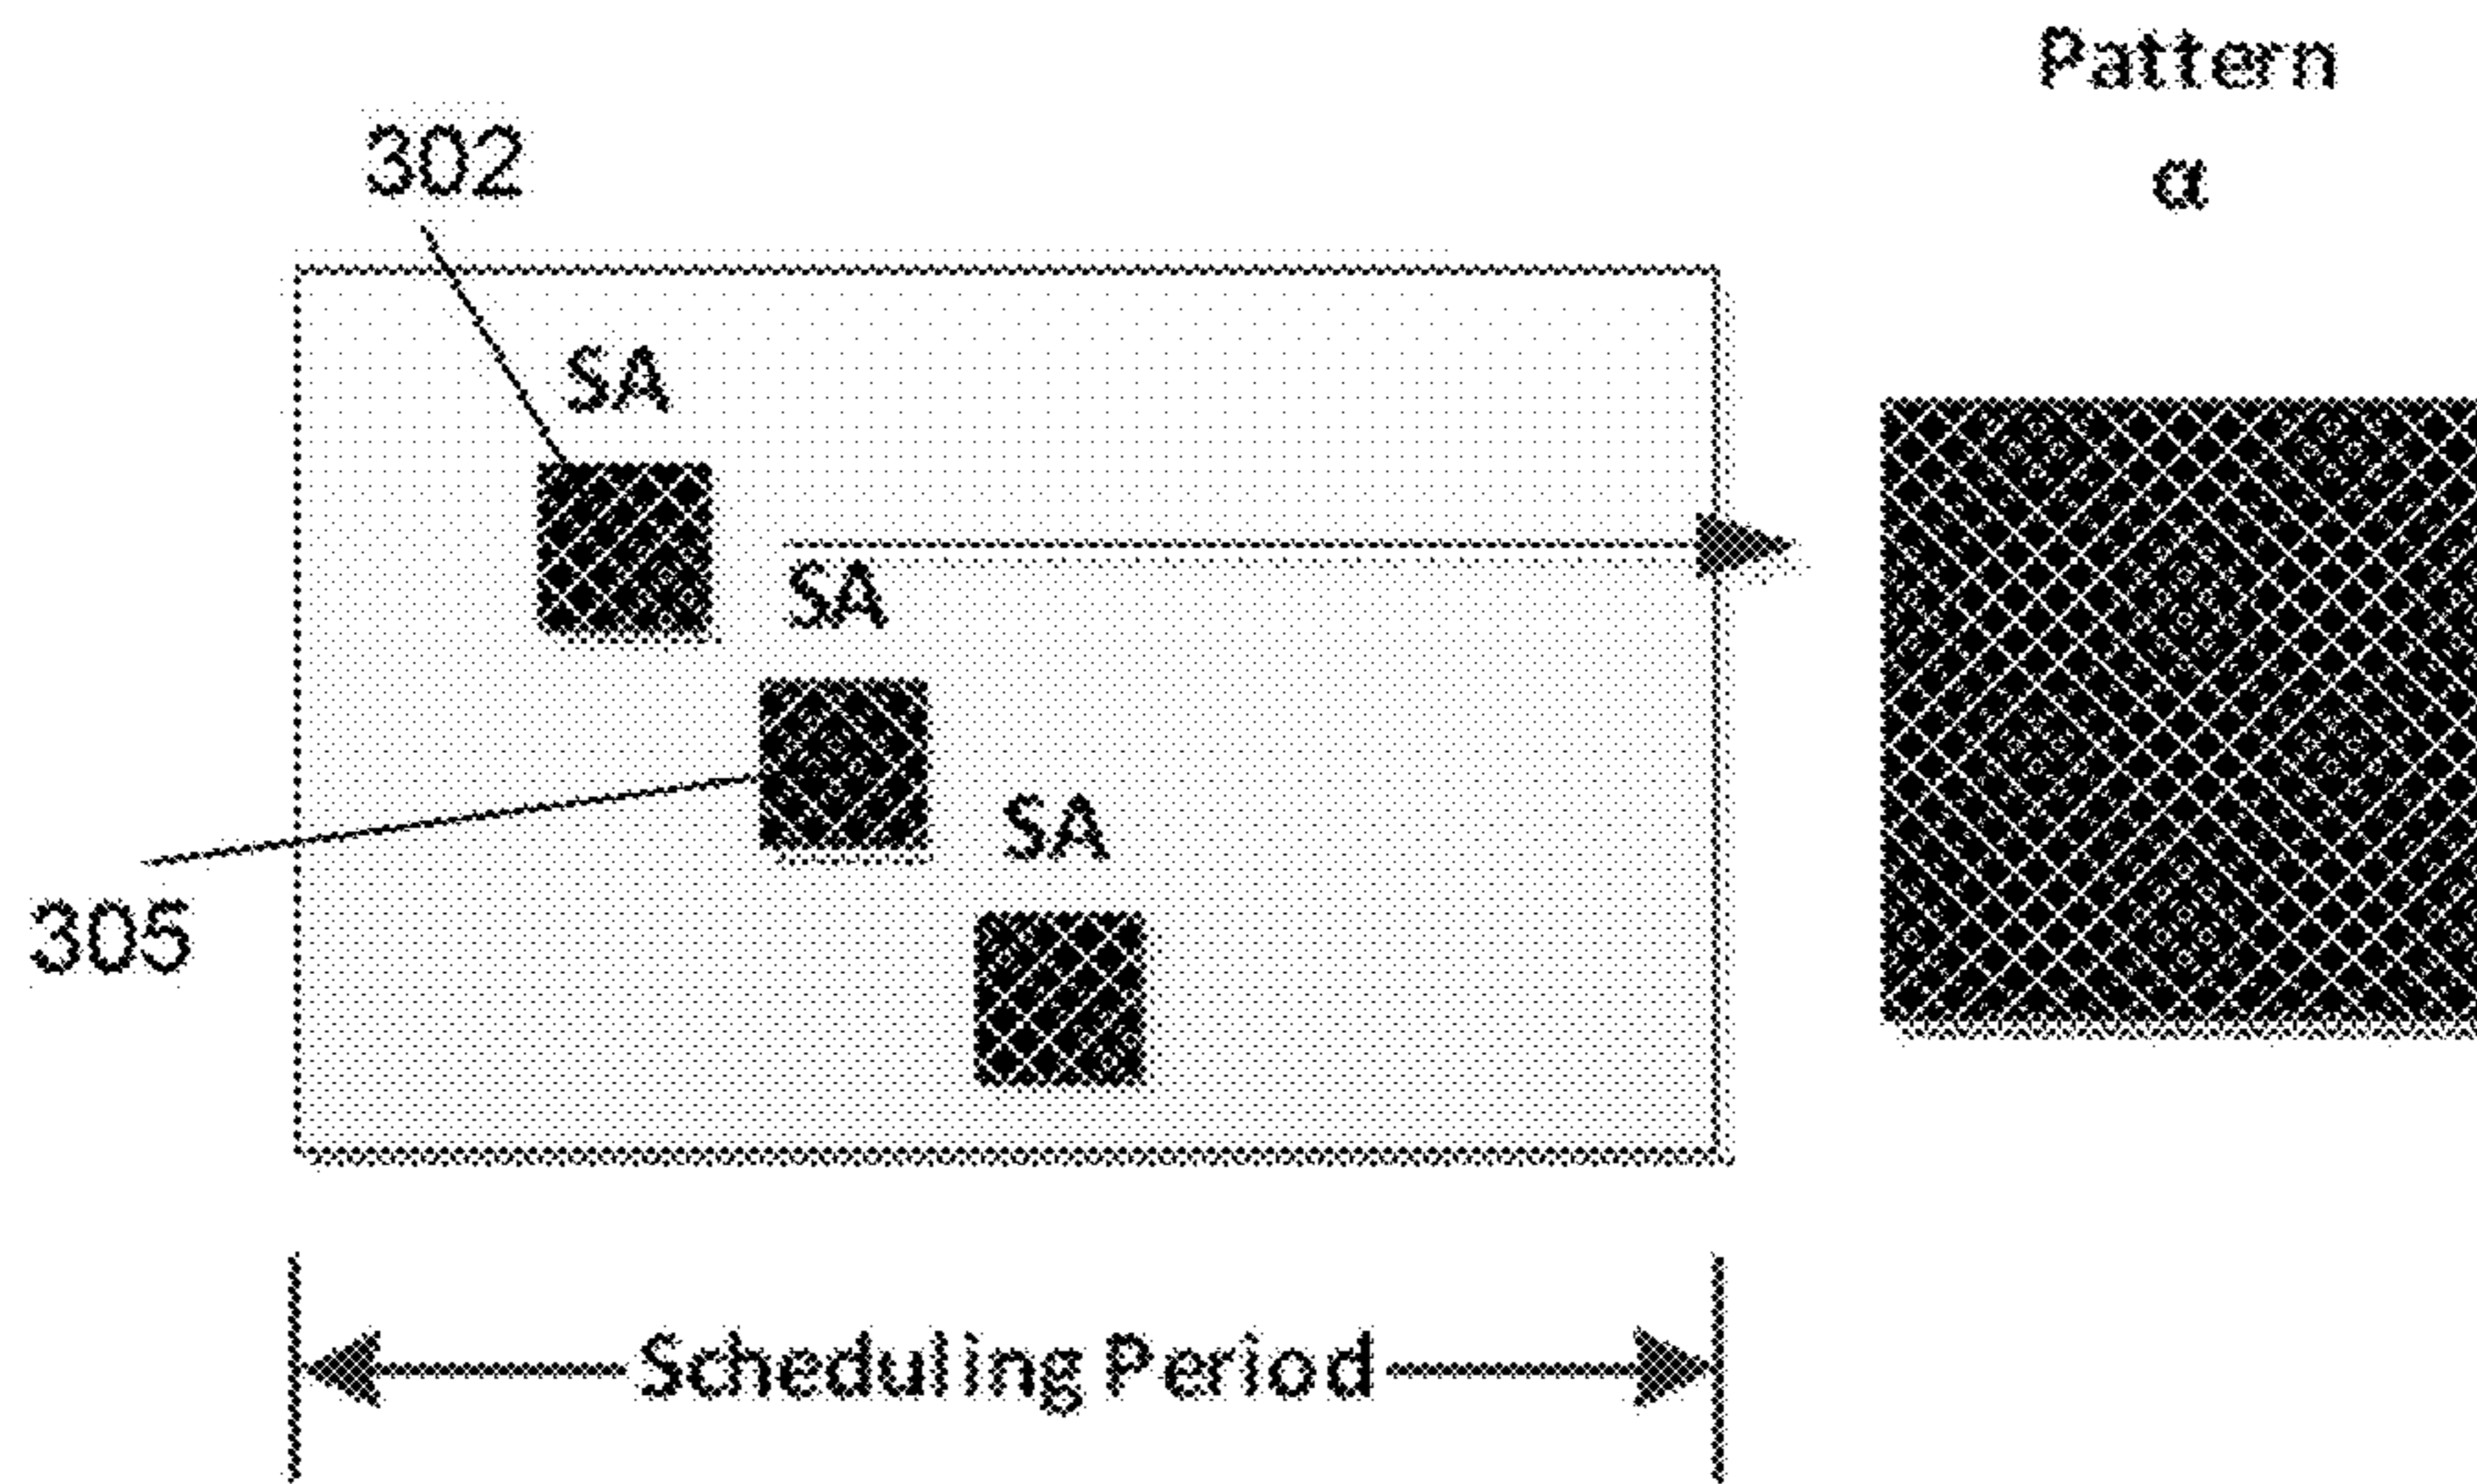 Pattern
α
302
SA
SA
SA
305
Scheduling Period